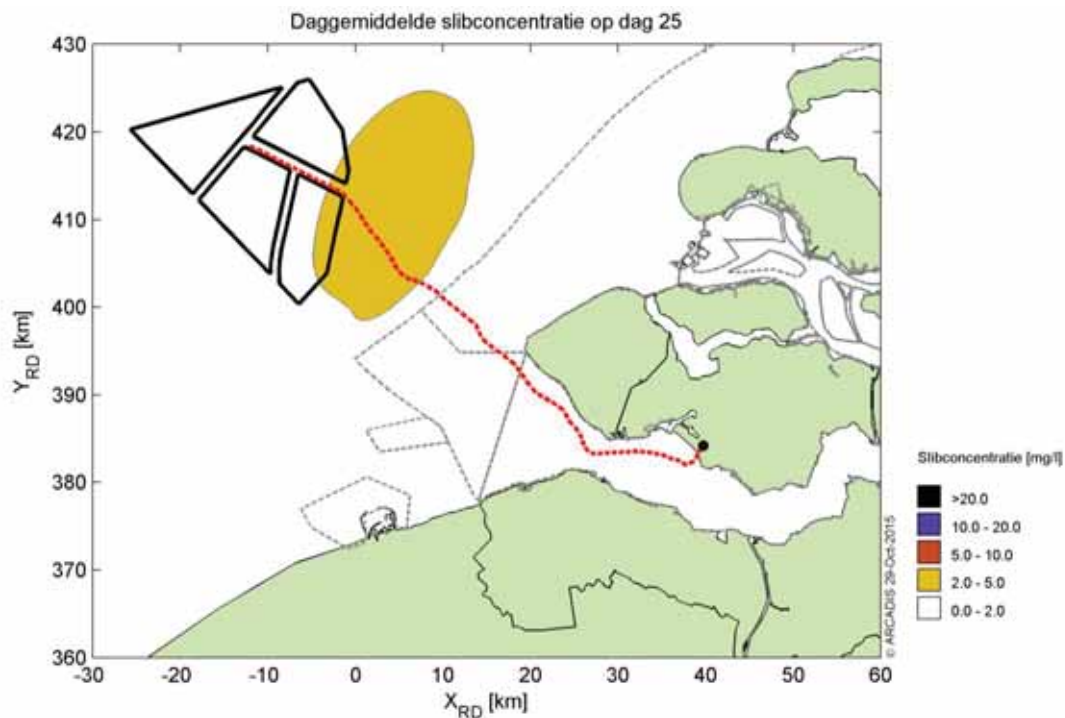 Daggemiddelde slibconcentratie op dag 25
430
420
410
400
390
380
370
360
Y_RD [km]
-30 -20 -10 0 10 20 30 40 50 60
X_RD [km]
© ARCADIS 29-Oct-2015
Slibconcentratie [mg/l]
>20.0
10.0 - 20.0
5.0 - 10.0
2.0 - 5.0
0.0 - 2.0